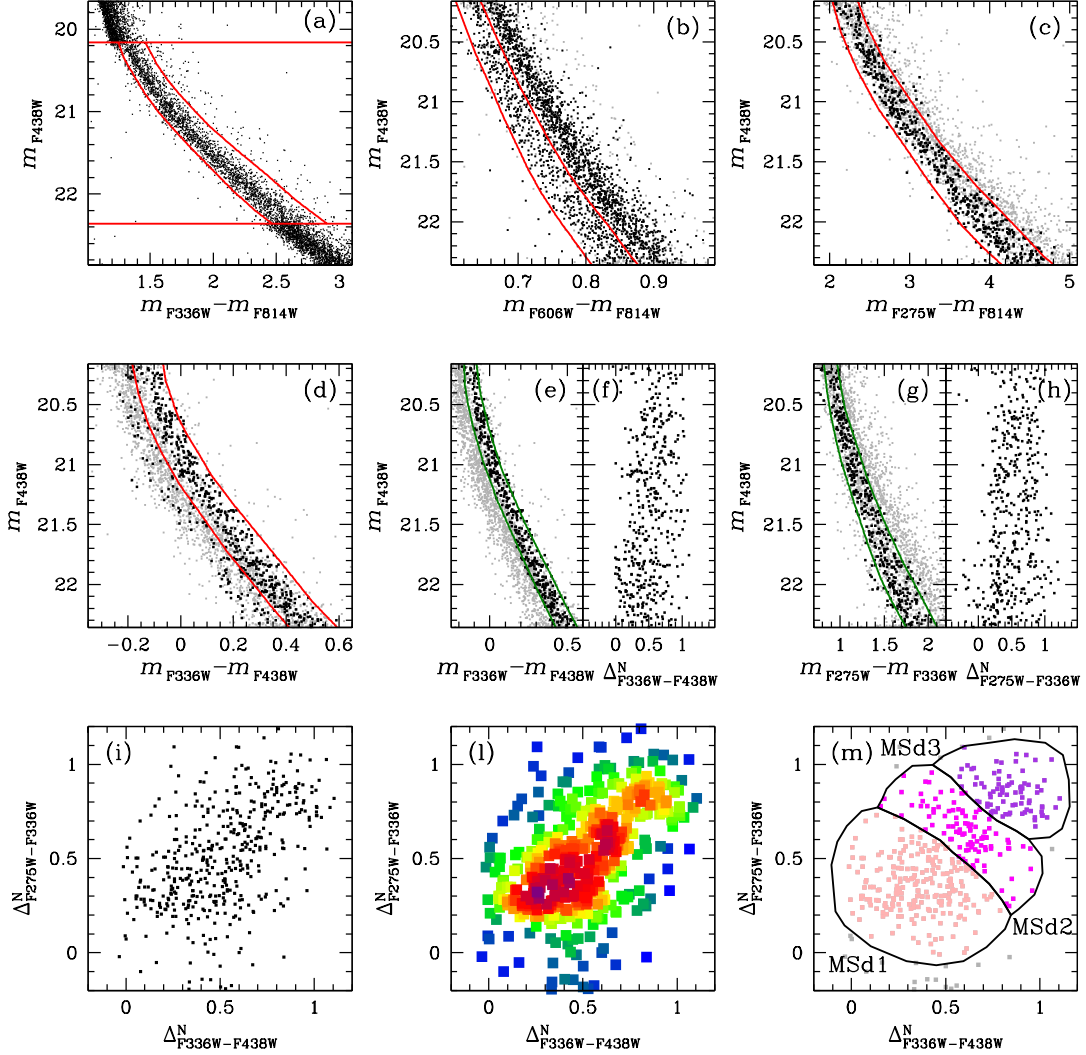 (a)
20
21
22
m F438W
1.5 2 2.5 3
m F336W − m F814W
(b)
20.5
21
21.5
22
m F438W
0.7 0.8 0.9
m F606W − m F814W
(c)
20.5
21
21.5
22
m F438W
2 3 4 5
m F275W − m F814W
(d)
20.5
21
21.5
22
m F438W
−0.2 0 0.2 0.4 0.6
m F336W − m F438W
(e) (f)
20.5
21
21.5
22
m F438W
0 0.5 0 0.5 1
m F336W − m F438W Δ N F336W−F438W
(g) (h)
20.5
21
21.5
22
m F438W
1 1.5 2 0 0.5 1
m F275W − m F336W Δ N F275W−F336W
(i)
1
0.5
0
Δ N F275W−F336W
0 0.5 1
Δ N F336W−F438W
(l)
1
0.5
0
Δ N F275W−F336W
0 0.5 1
Δ N F336W−F438W
(m) MSd3
MSd2
MSd1
1
0.5
0
Δ N F275W−F336W
0 0.5 1
Δ N F336W−F438W